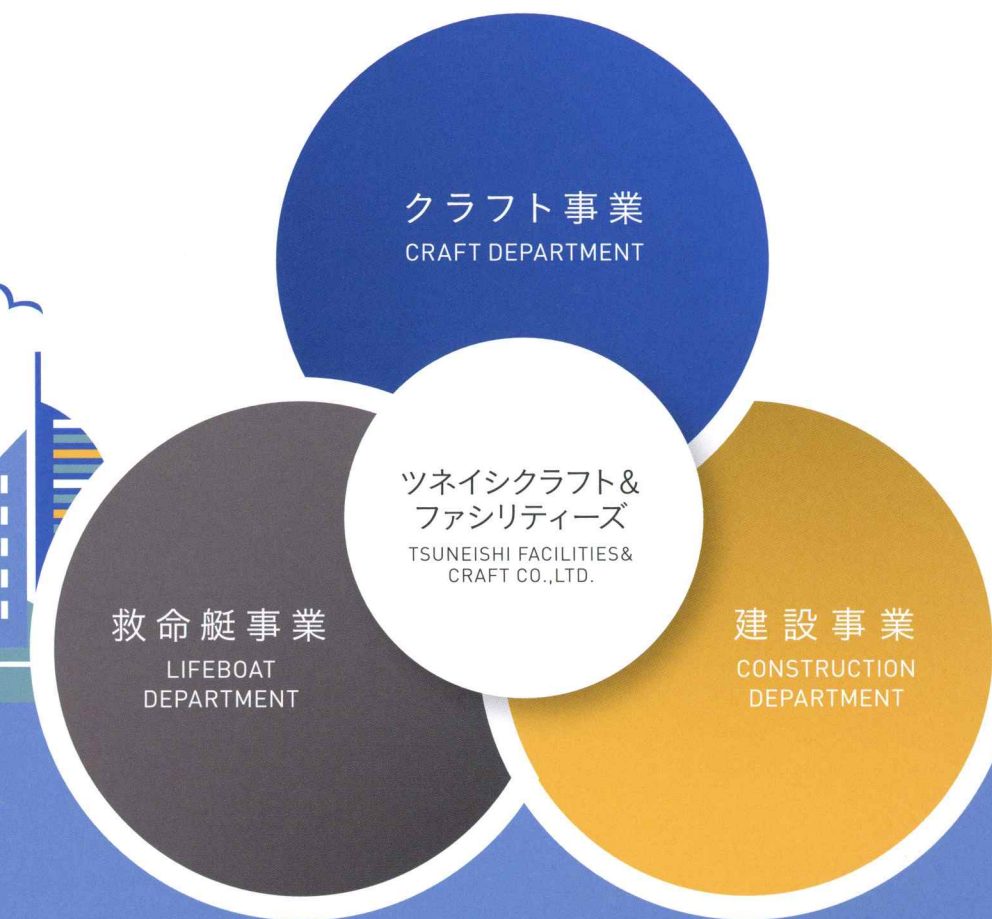 クラフト事業
CRAFT DEPARTMENT
ツネイシクラフト&
ファシリティーズ
TSUNEISHI FACILITIES&
CRAFT CO.,LTD.
救命艇事業
LIFEBOAT
DEPARTMENT
建設事業
CONSTRUCTION
DEPARTMENT